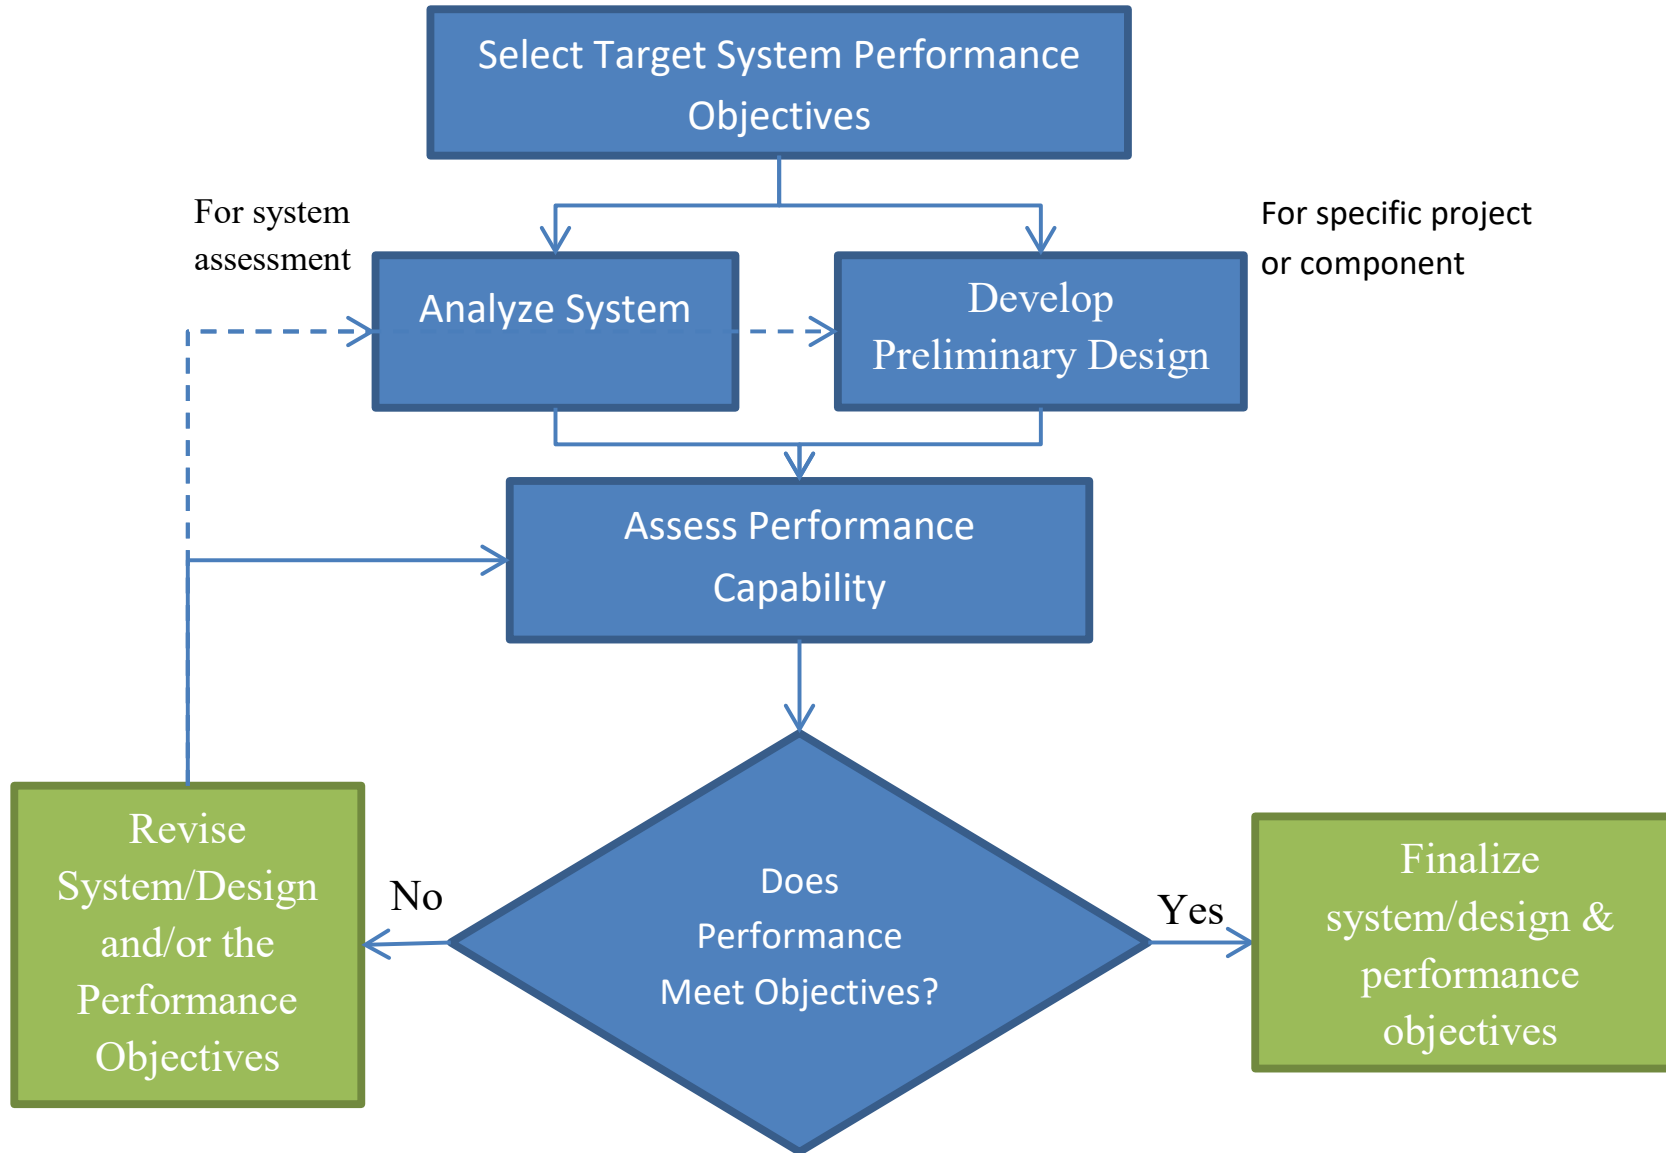 Select Target System Performance
Objectives
For system
assessment
For specific project
or component
Analyze System
Develop
Preliminary Design
Assess Performance
Capability
Revise
System/Design
and/or the
Performance
Objectives
No
Does
Performance
Meet Objectives?
Yes
Finalize
system/design &
performance
objectives